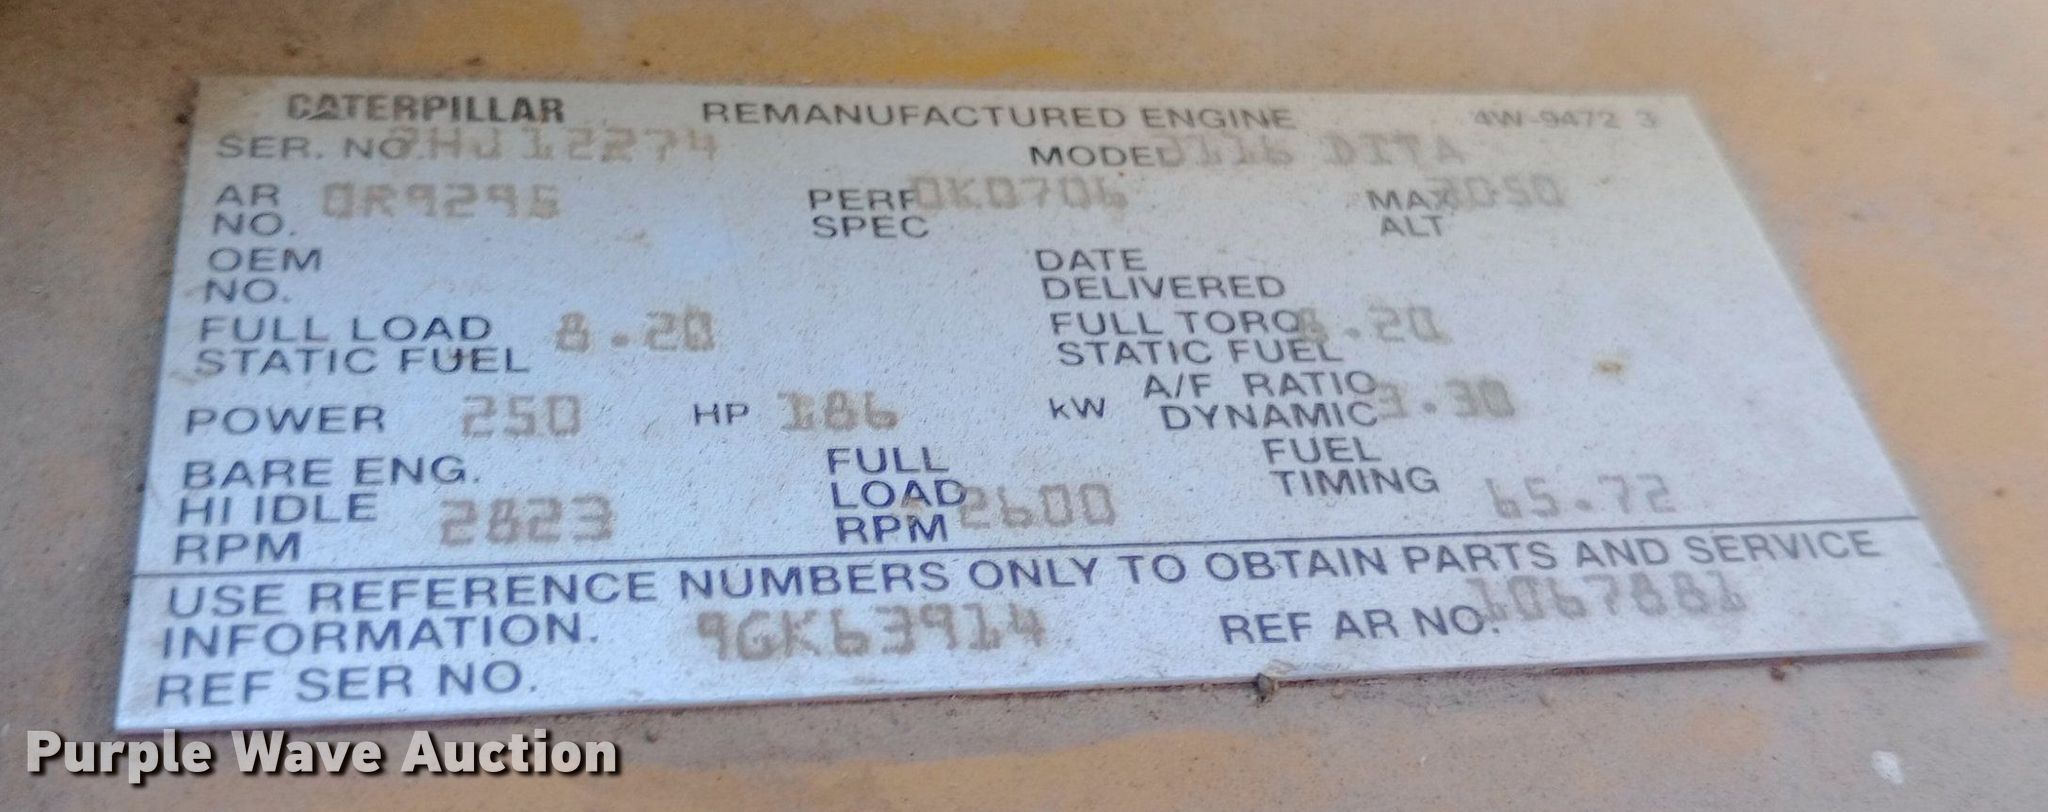 CATERPILLAR REMANUFACTURED ENGINE 4W-9472 3
SER. NO. 7HJ12274 MODEL 3116 DITA
AR NO. 0R9295 PERF SPEC 0K0706 MAX ALT
OEM NO. DATE DELIVERED
FULL LOAD STATIC FUEL 8.20 FULL TORQ STATIC FUEL 8.20
POWER 250 HP 186 kW A/F RATIO DYNAMIC 3.30
BARE ENG. HI IDLE RPM 2823 FULL LOAD RPM 2600 FUEL TIMING 65.72
USE REFERENCE NUMBERS ONLY TO OBTAIN PARTS AND SERVICE
INFORMATION.
REF SER NO. 9GK63914 REF AR NO. 1067881
Purple Wave Auction